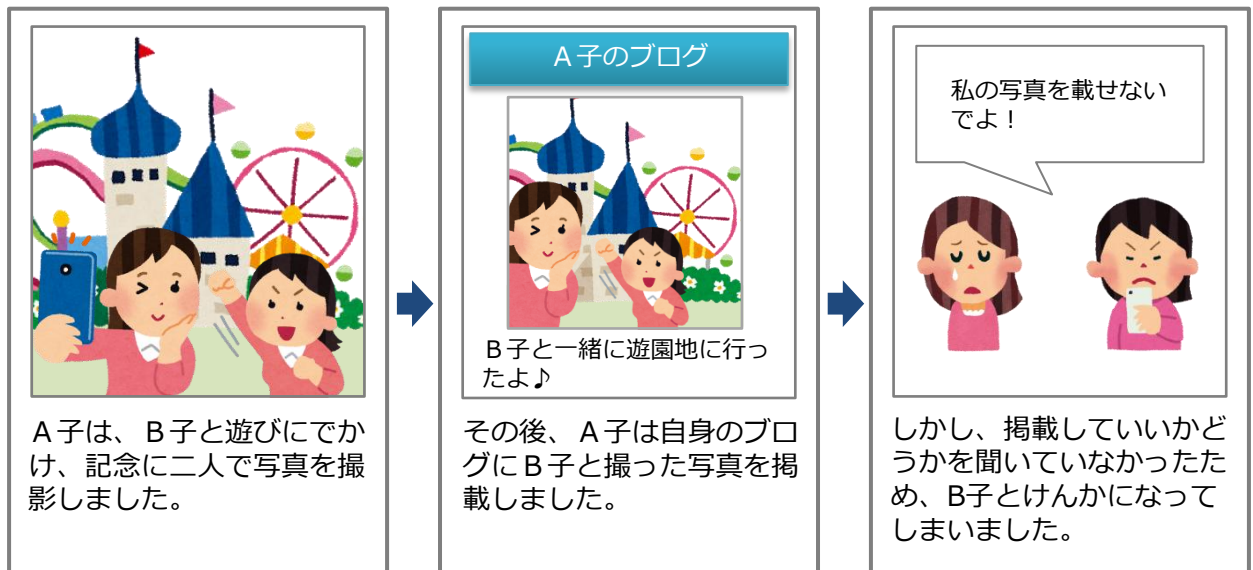 Ａ子は、Ｂ子と遊びにでか
け、記念に二人で写真を撮
影しました。
Ａ子のブログ
Ｂ子と一緒に遊園地に行っ
たよ♪
その後、Ａ子は自身のブロ
グにＢ子と撮った写真を掲
載しました。
私の写真を載せない
でよ！
しかし、掲載していいかど
うかを聞いていなかったた
め、B子とけんかになって
しまいました。